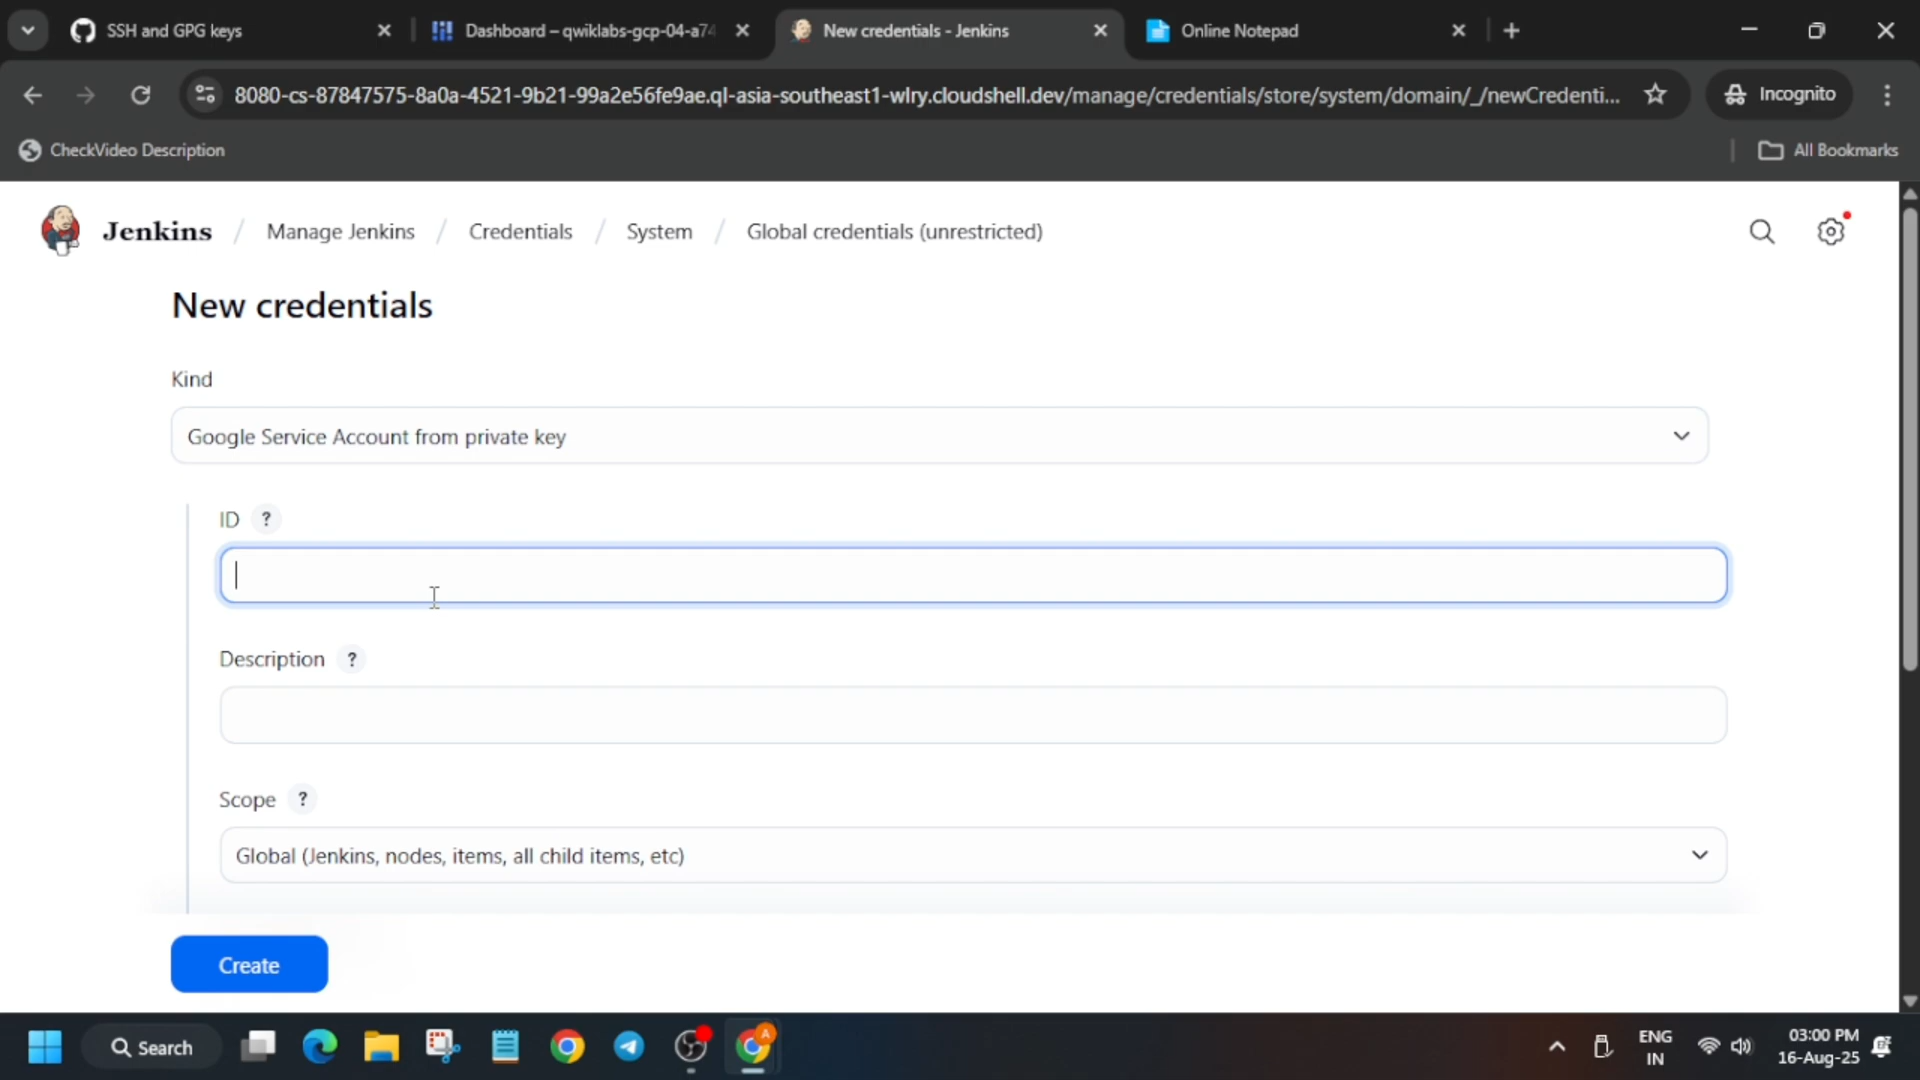 SSH and GPG keys
Dashboard – qwiklabs-gcp-04-a74
New credentials - Jenkins
Online Notepad
8080-cs-87847575-8a0a-4521-9b21-99a2e56fe9ae.ql-asia-southeast1-wlry.cloudshell.dev/manage/credentials/store/system/domain/_/newCredenti...
Incognito
CheckVideo Description
All Bookmarks
Jenkins / Manage Jenkins / Credentials / System / Global credentials (unrestricted)
New credentials
Kind
Google Service Account from private key
ID ?
Description ?
Scope ?
Global (Jenkins, nodes, items, all child items, etc)
Create
Search
ENG
IN
03:00 PM
16-Aug-25